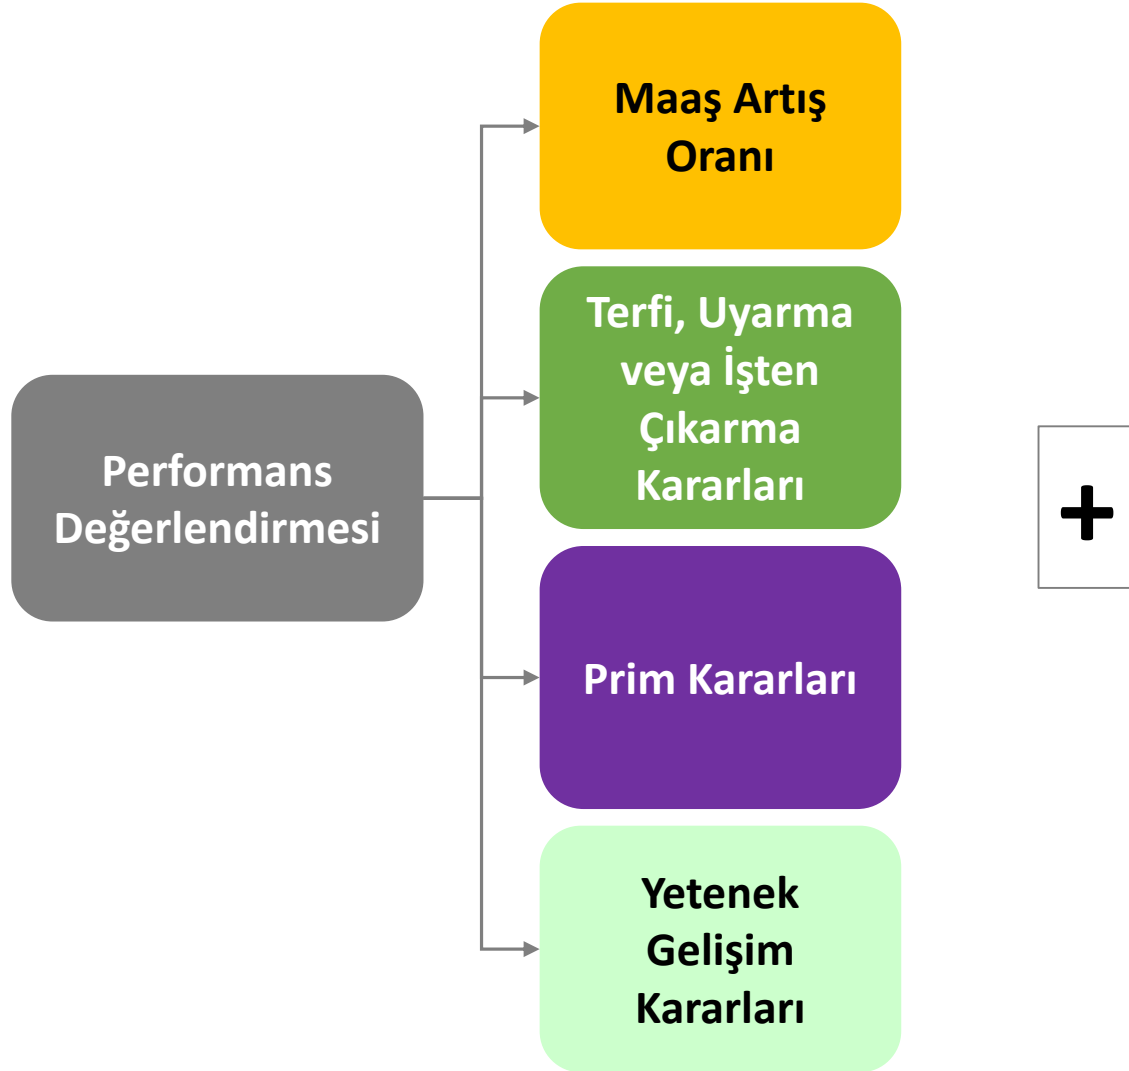 Maaş Artış
Oranı
Terfi, Uyarma
veya İşten
Çıkarma
Kararları
Performans
Değerlendirmesi
+
Prim Kararları
Yetenek
Gelişim
Kararları